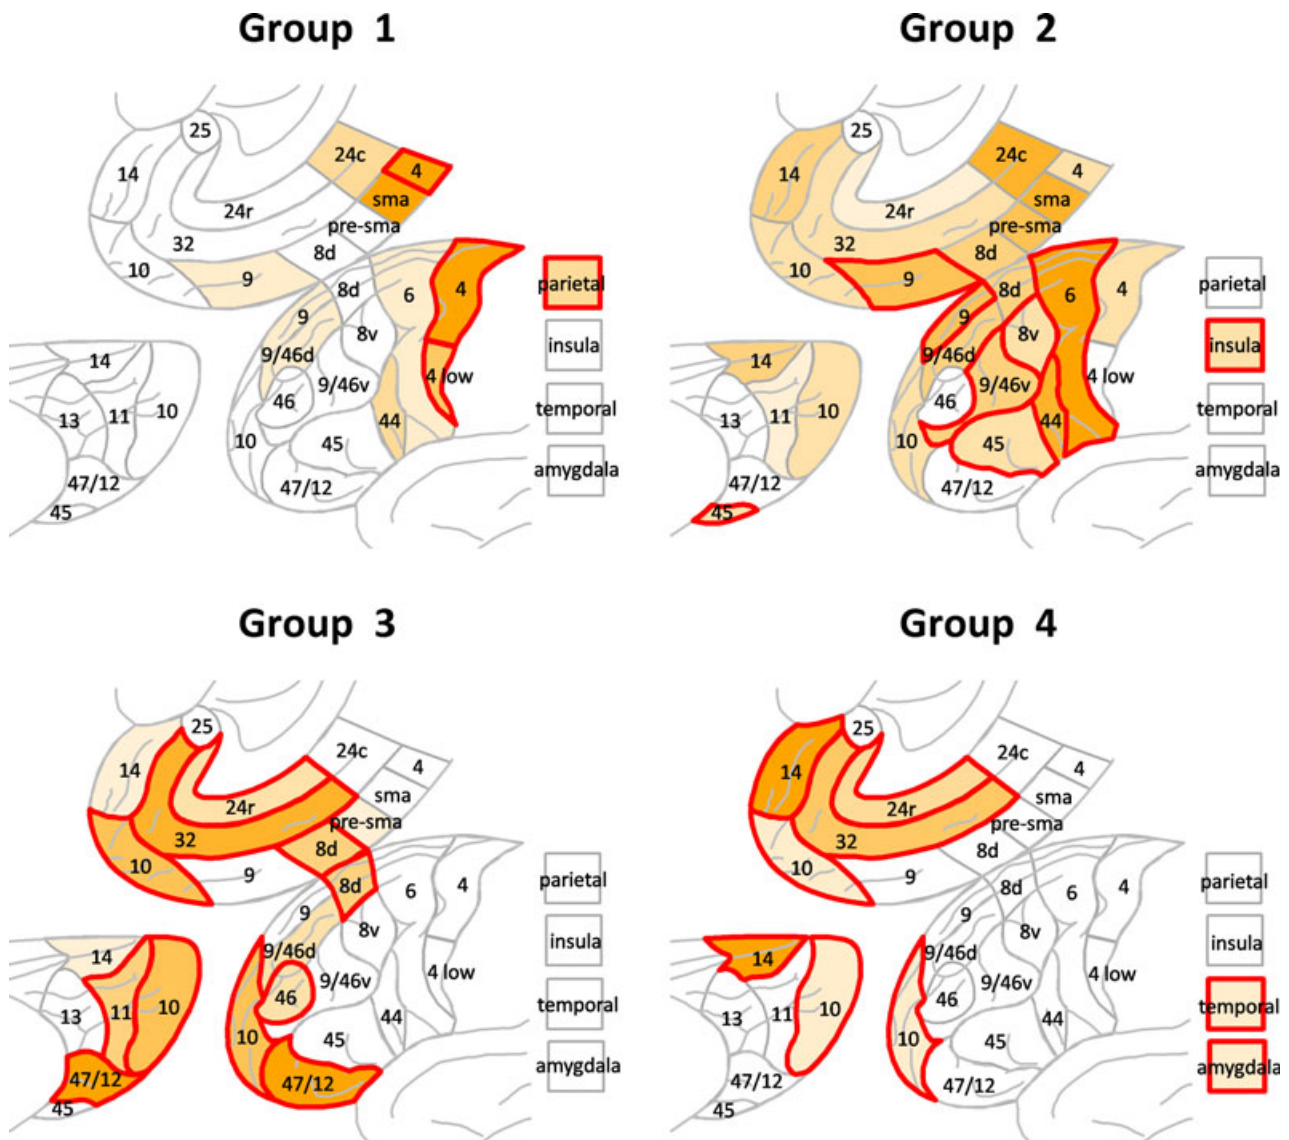 Group 1
25
24c
4
14
sma
24r
pre-sma
32
8d
10
9
8d
6
4
parietal
9
8v
14
9/46d
insula
4 low
9/46v
46
13
11
10
temporal
44
10
45
47/12
amygdala
47/12
45
Group 2
25
24c
4
14
sma
24r
pre-sma
32
8d
10
9
8d
6
4
parietal
9
8v
14
9/46d
insula
4 low
9/46v
46
13
11
10
temporal
44
10
45
47/12
amygdala
47/12
45
Group 3
25
24c
4
14
sma
24r
pre-sma
32
8d
10
9
8d
6
4
parietal
9
8v
14
9/46d
insula
4 low
9/46v
46
13
11
10
temporal
44
10
45
47/12
amygdala
47/12
45
Group 4
25
24c
4
14
sma
24r
pre-sma
32
8d
10
9
8d
6
4
parietal
9
8v
14
9/46d
insula
4 low
9/46v
46
13
11
10
temporal
44
10
45
47/12
amygdala
47/12
45